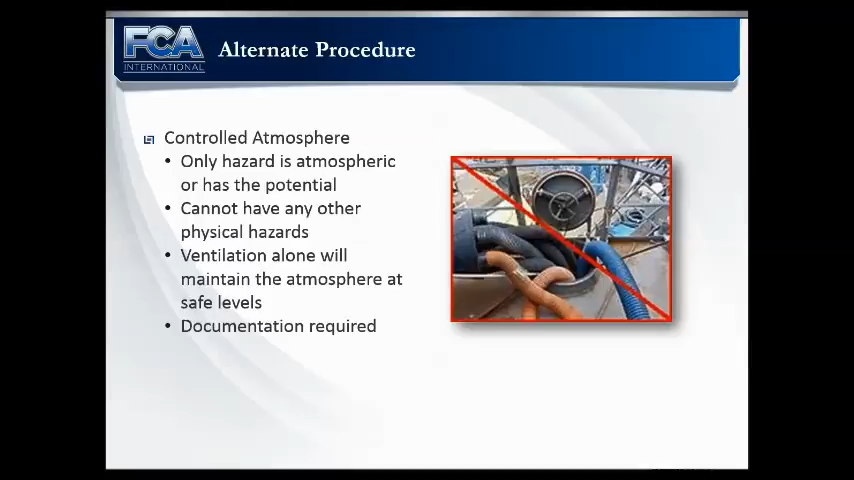 FCA
INTERNATIONAL
Alternate Procedure
Controlled Atmosphere
• Only hazard is atmospheric
or has the potential
• Cannot have any other
physical hazards
• Ventilation alone will
maintain the atmosphere at
safe levels
• Documentation required